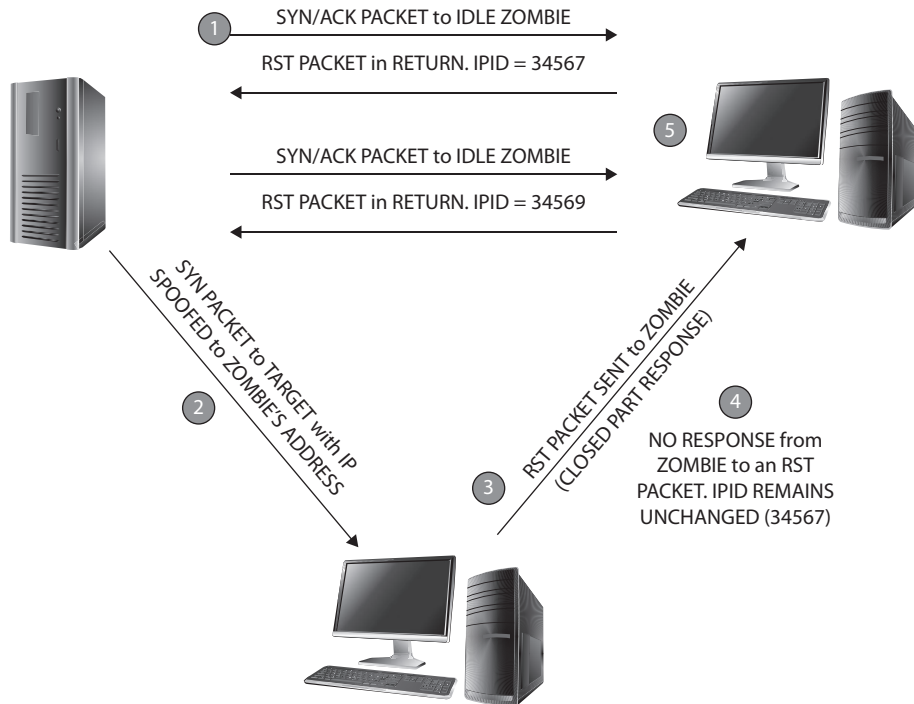 1
SYN/ACK PACKET to IDLE ZOMBIE
RST PACKET in RETURN. IPID = 34567
5
SYN/ACK PACKET to IDLE ZOMBIE
RST PACKET in RETURN. IPID = 34569
2
SYN PACKET to TARGET with IP
SPOOFED to ZOMBIE'S ADDRESS
3
RST PACKET SENT to ZOMBIE
(CLOSED PART RESPONSE)
4
NO RESPONSE from
ZOMBIE to an RST
PACKET. IPID REMAINS
UNCHANGED (34567)